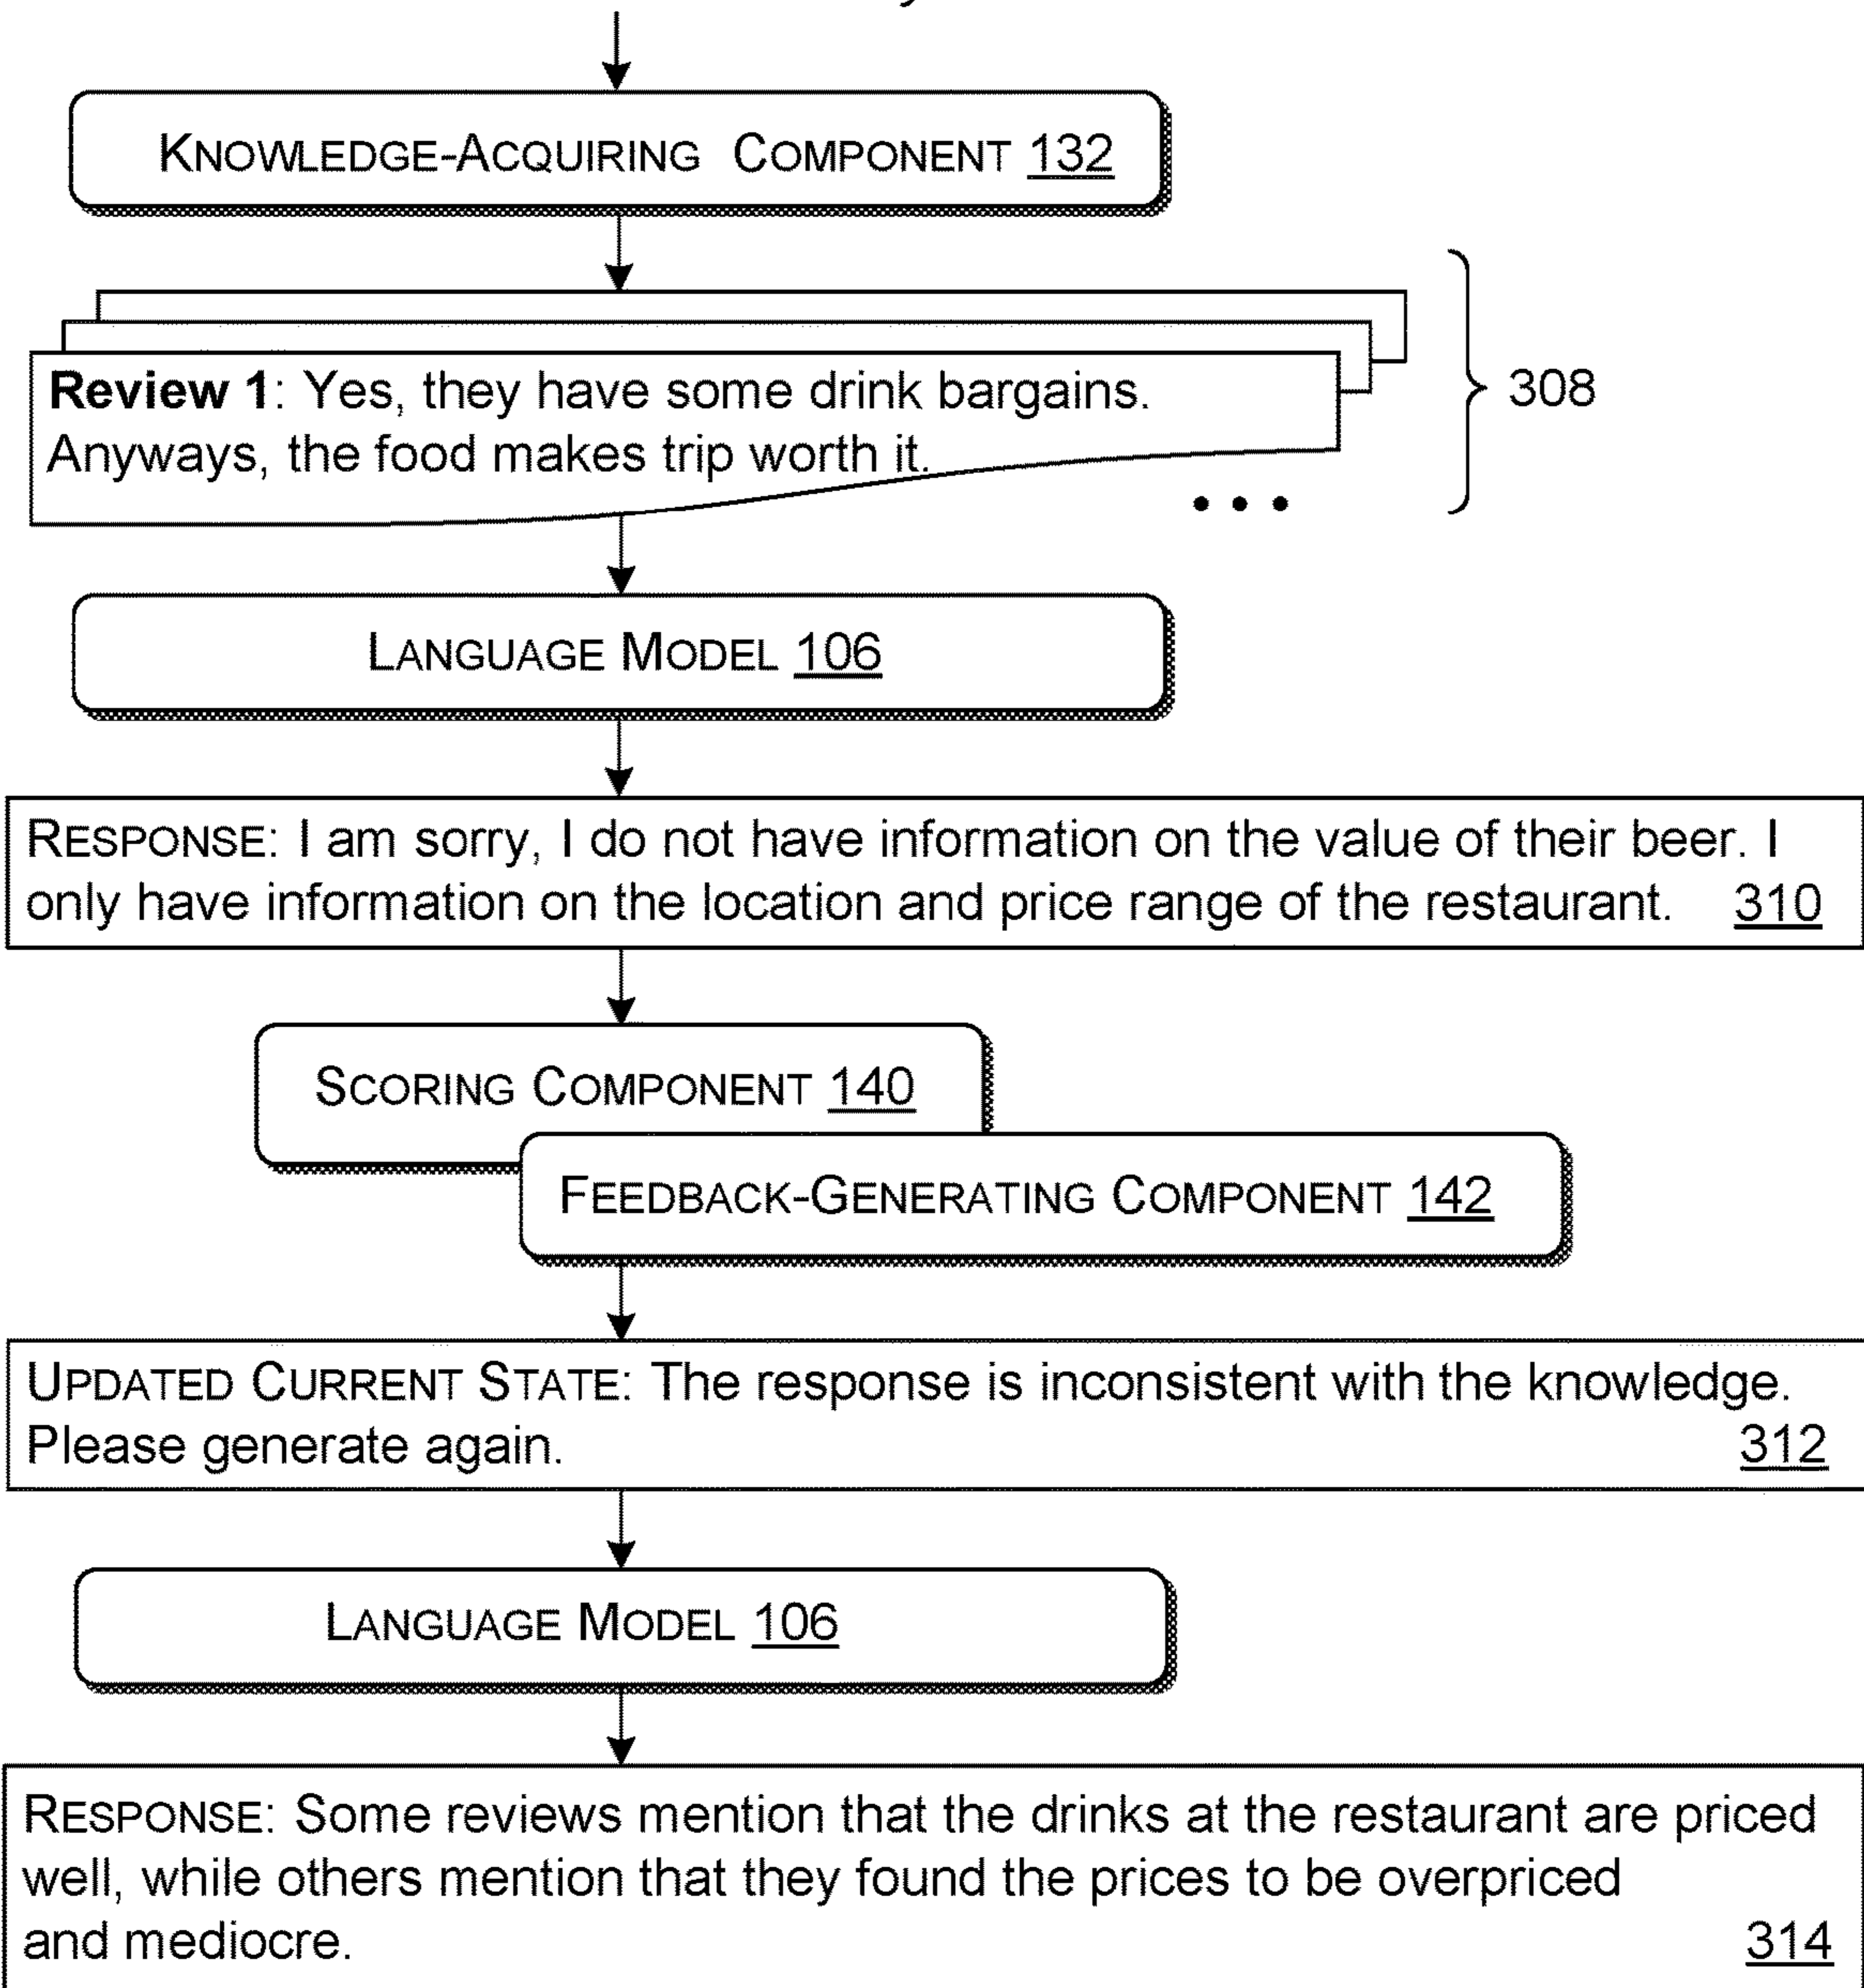 KNOWLEDGE-ACQUIRING COMPONENT 132
Review 1: Yes, they have some drink bargains.
Anyways, the food makes trip worth it.
• • •
308
LANGUAGE MODEL 106
RESPONSE: I am sorry, I do not have information on the value of their beer. I
only have information on the location and price range of the restaurant. 310
SCORING COMPONENT 140
FEEDBACK-GENERATING COMPONENT 142
UPDATED CURRENT STATE: The response is inconsistent with the knowledge.
Please generate again. 312
LANGUAGE MODEL 106
RESPONSE: Some reviews mention that the drinks at the restaurant are priced
well, while others mention that they found the prices to be overpriced
and mediocre. 314